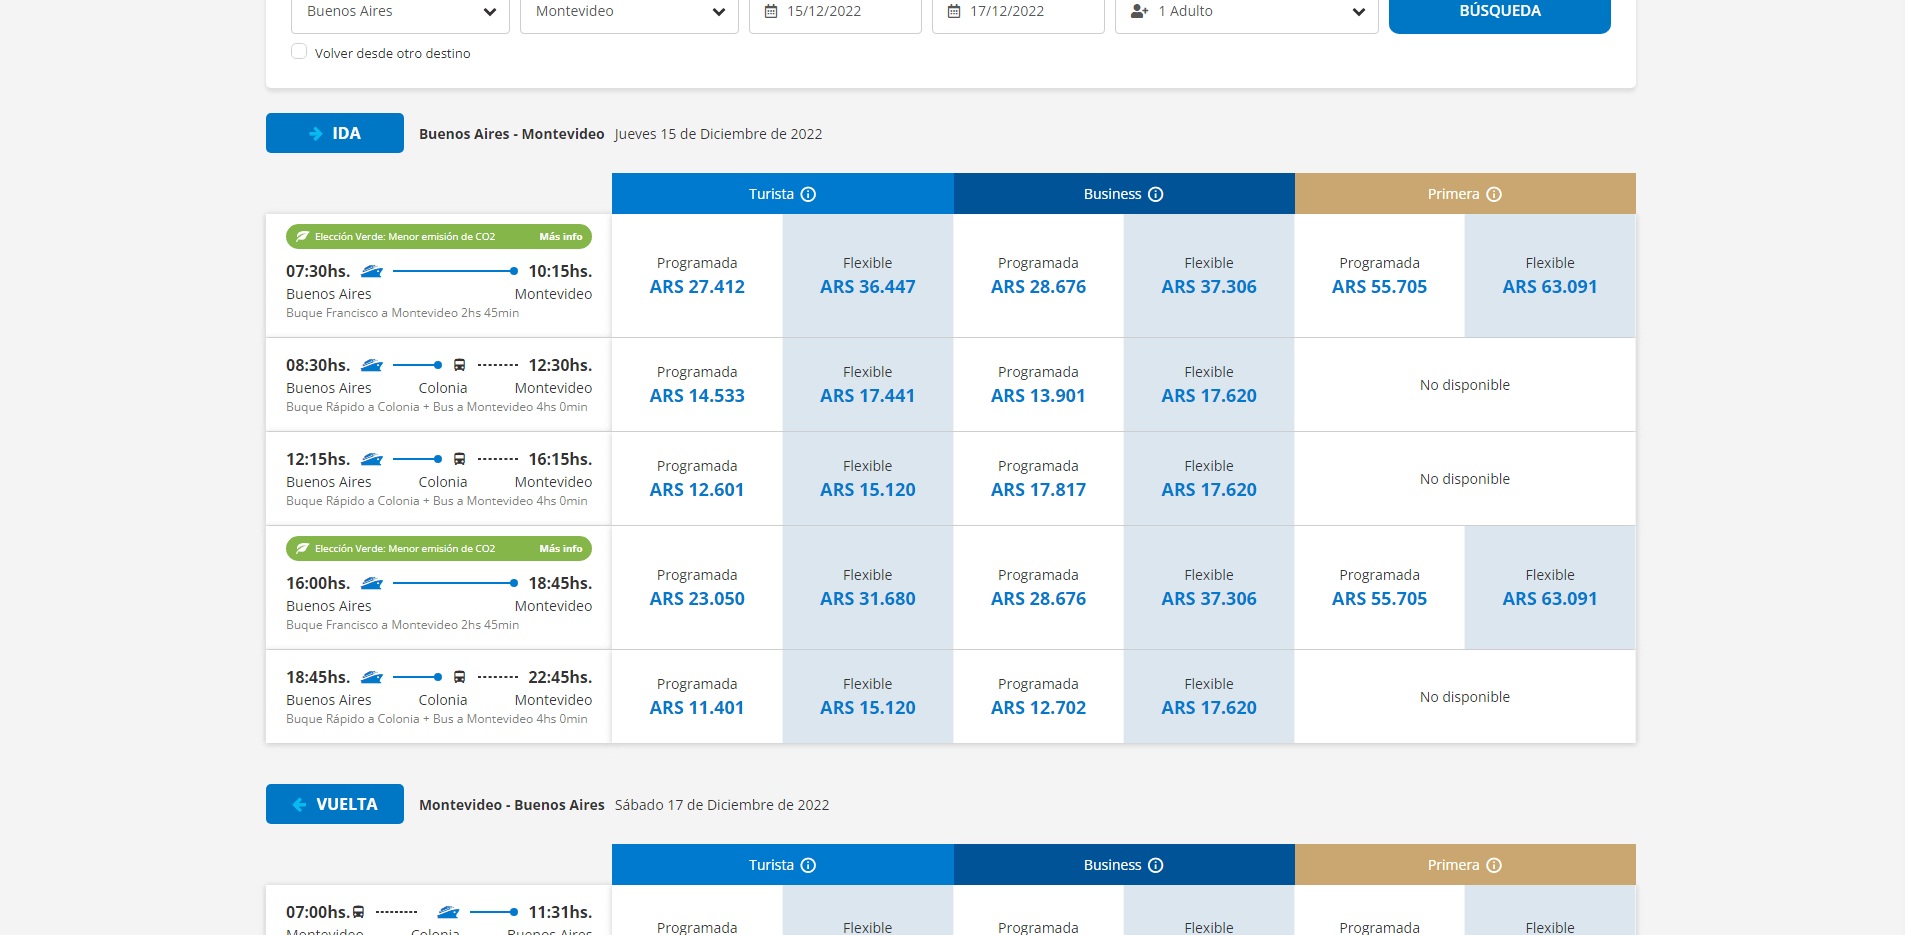 Buenos Aires Montevideo 15/12/2022 17/12/2022 1 Adulto BÚSQUEDA
Volver desde otro destino
IDA Buenos Aires - Montevideo Jueves 15 de Diciembre de 2022
Turista Business Primera
Elección Verde: Menor emisión de CO2 Más info
07:30hs. 10:15hs.
Buenos Aires Montevideo
Buque Francisco a Montevideo 2hs 45min
Programada Flexible Programada Flexible Programada Flexible
ARS 27.412 ARS 36.447 ARS 28.676 ARS 37.306 ARS 55.705 ARS 63.091
08:30hs. 12:30hs.
Buenos Aires Colonia Montevideo
Buque Rápido a Colonia + Bus a Montevideo 4hs 0min
Programada Flexible Programada Flexible
ARS 14.533 ARS 17.441 ARS 13.901 ARS 17.620
No disponible
12:15hs. 16:15hs.
Buenos Aires Colonia Montevideo
Buque Rápido a Colonia + Bus a Montevideo 4hs 0min
Programada Flexible Programada Flexible
ARS 12.601 ARS 15.120 ARS 17.817 ARS 17.620
No disponible
Elección Verde: Menor emisión de CO2 Más info
16:00hs. 18:45hs.
Buenos Aires Montevideo
Buque Francisco a Montevideo 2hs 45min
Programada Flexible Programada Flexible Programada Flexible
ARS 23.050 ARS 31.680 ARS 28.676 ARS 37.306 ARS 55.705 ARS 63.091
18:45hs. 22:45hs.
Buenos Aires Colonia Montevideo
Buque Rápido a Colonia + Bus a Montevideo 4hs 0min
Programada Flexible Programada Flexible
ARS 11.401 ARS 15.120 ARS 12.702 ARS 17.620
No disponible
VUELTA Montevideo - Buenos Aires Sábado 17 de Diciembre de 2022
Turista Business Primera
07:00hs. 11:31hs.
Montevideo Colonia Buenos Aires
Programada Flexible Programada Flexible Programada Flexible